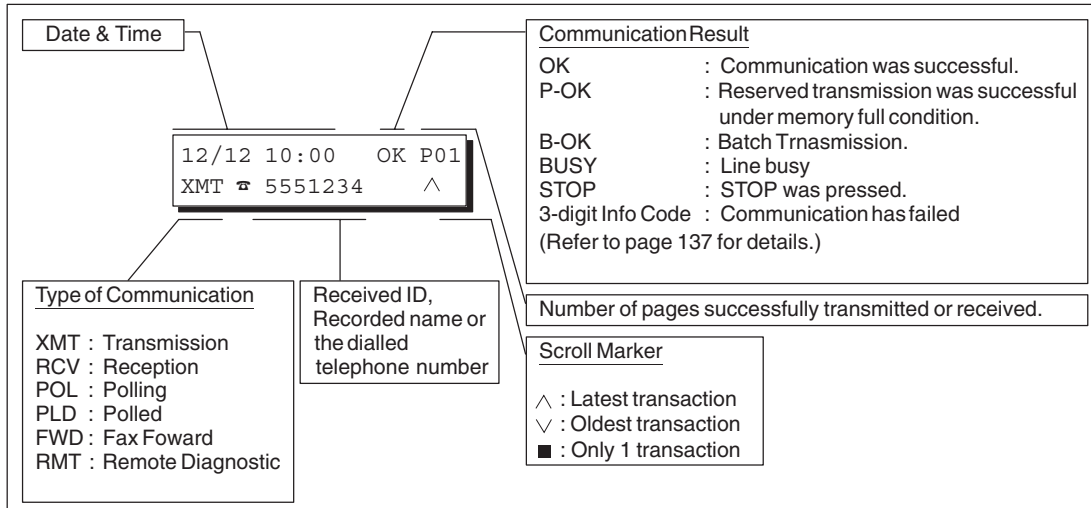 Date & Time
Communication Result
OK : Communication was successful.
P-OK : Reserved transmission was successful
under memory full condition.
B-OK : Batch Trnasmission.
BUSY : Line busy
STOP : STOP was pressed.
3-digit Info Code : Communication has failed
(Refer to page 137 for details.)
12/12 10:00 OK P01
XMT ☎ 5551234 ∧
Type of Communication
XMT : Transmission
RCV : Reception
POL : Polling
PLD : Polled
FWD : Fax Foward
RMT : Remote Diagnostic
Received ID,
Recorded name or
the dialled
telephone number
Number of pages successfully transmitted or received.
Scroll Marker
∧ : Latest transaction
∨ : Oldest transaction
■ : Only 1 transaction